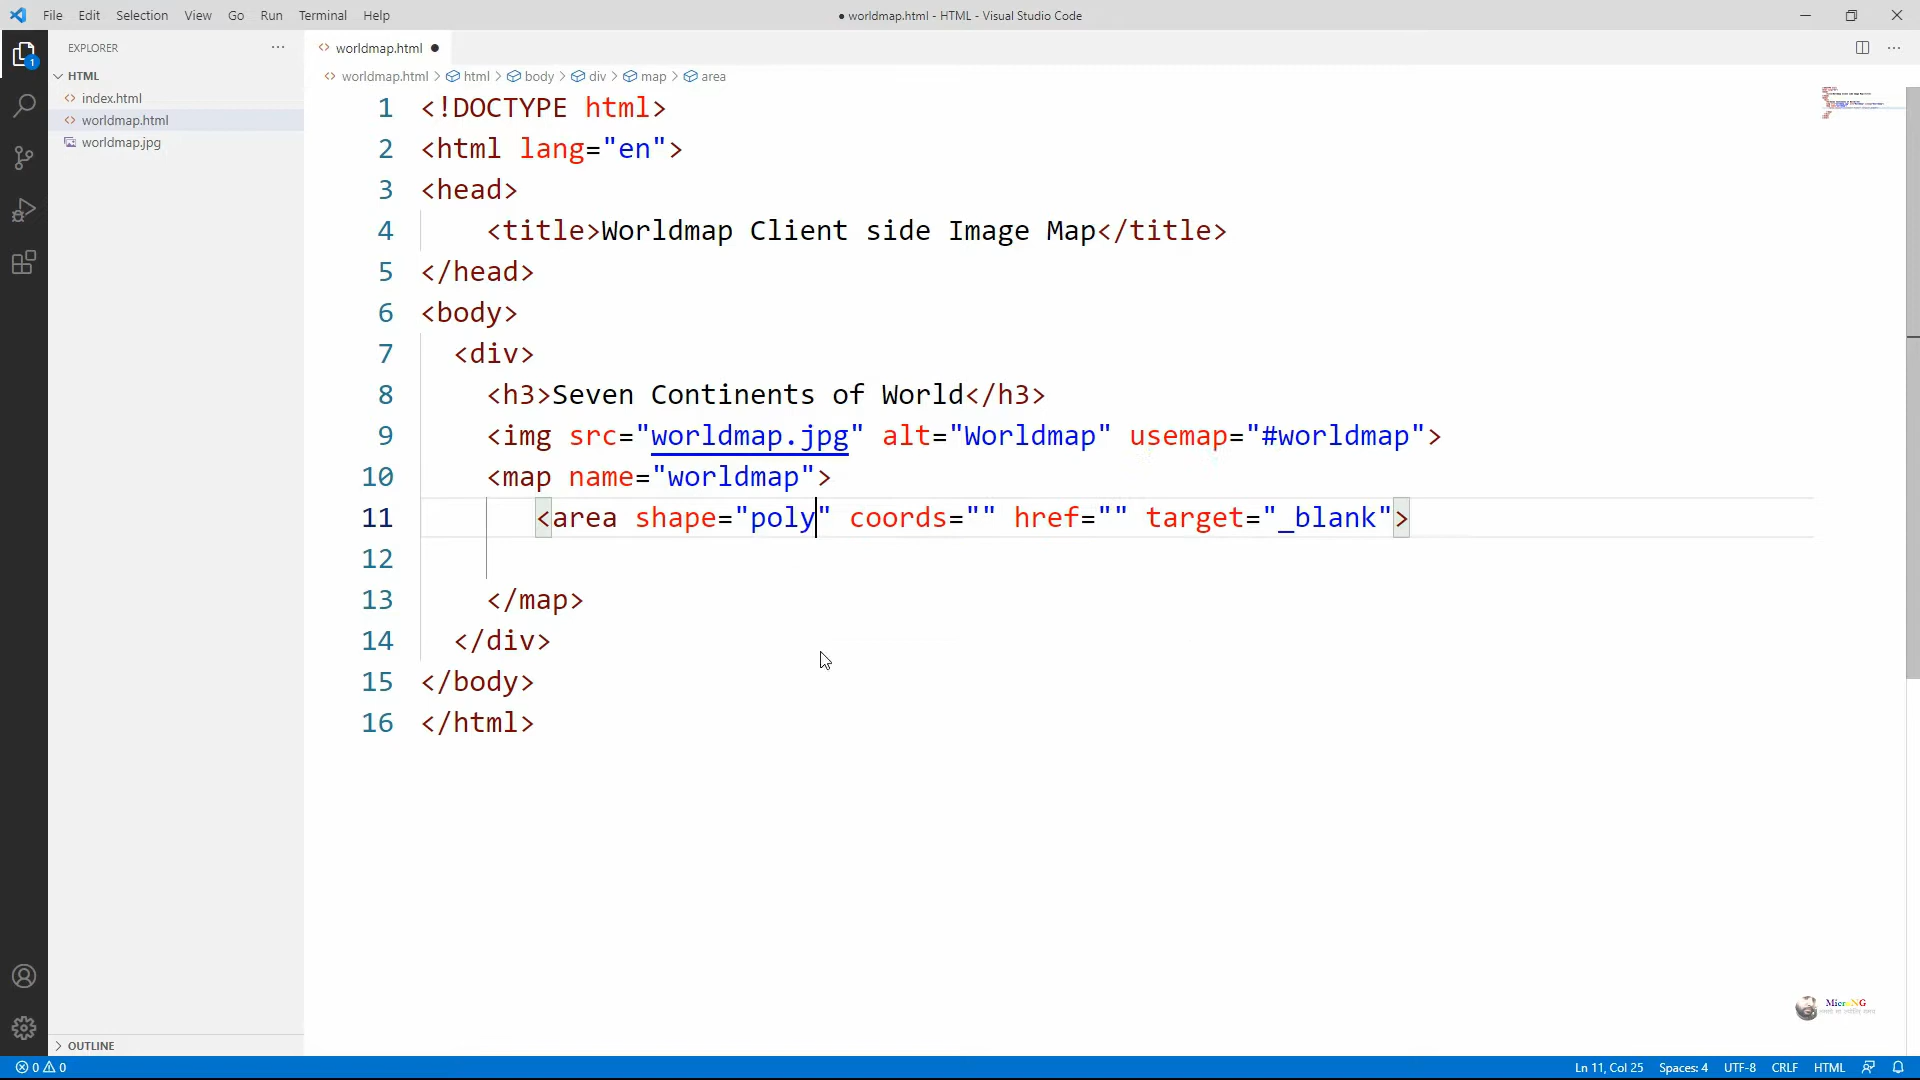 File Edit Selection View Go Run Terminal Help
● worldmap.html - HTML - Visual Studio Code
EXPLORER
HTML
index.html
worldmap.html
worldmap.jpg
OUTLINE
1
worldmap.html ●
worldmap.html > html > body > div > map > area
1 <!DOCTYPE html>
2 <html lang="en">
3 <head>
4 <title>Worldmap Client side Image Map</title>
5 </head>
6 <body>
7 <div>
8 <h3>Seven Continents of World</h3>
9 <img src="worldmap.jpg" alt="Worldmap" usemap="#worldmap">
10 <map name="worldmap">
11 <area shape="poly" coords="" href="" target="_blank">
12
13 </map>
14 </div>
15 </body>
16 </html>
MicroNG
0 0
Ln 11, Col 25 Spaces: 4 UTF-8 CRLF HTML